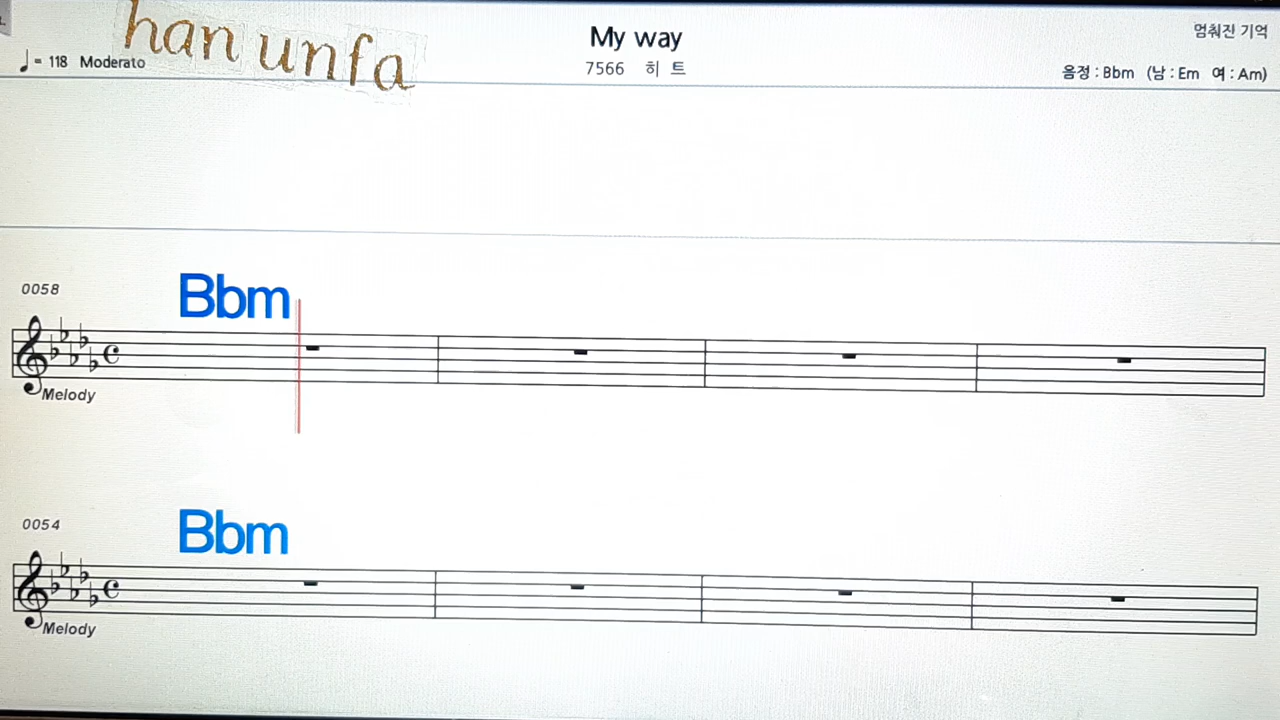 han unfa
My way
멈춰진 기억
♩= 118 Moderato
7566 히 트
음정 : Bbm (남 : Em 여 : Am)
0058
Bbm
Melody
0054
Bbm
Melody